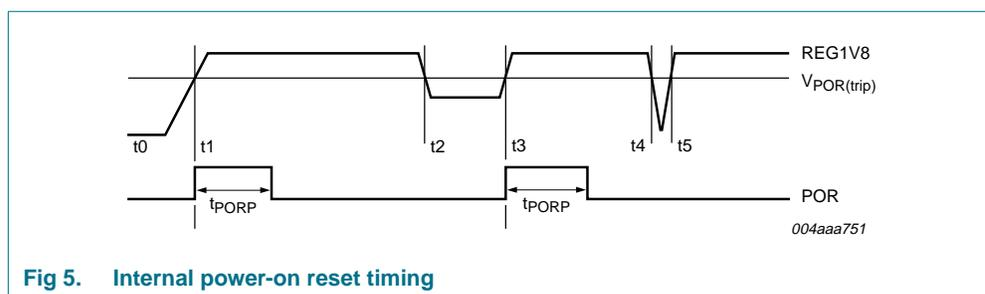 REG1V8
VPOR(trip)
t0 t1 t2 t3 t4 t5
tPORP tPORP POR
004aaa751
Fig 5. Internal power-on reset timing